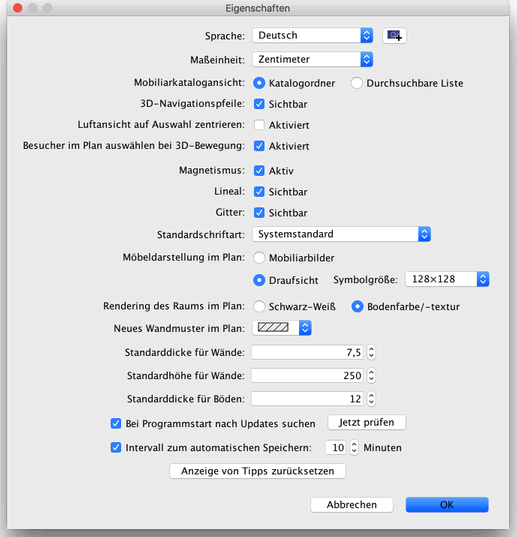 Eigenschaften
Sprache: Deutsch
Maßeinheit: Zentimeter
Mobiliarkatalogansicht: Katalogordner Durchsuchbare Liste
3D-Navigationspfeile: Sichtbar
Luftansicht auf Auswahl zentrieren: Aktiviert
Besucher im Plan auswählen bei 3D-Bewegung: Aktiviert
Magnetismus: Aktiv
Lineal: Sichtbar
Gitter: Sichtbar
Standardschriftart: Systemstandard
Möbeldarstellung im Plan: Mobiliarbilder
Draufsicht Symbolgröße: 128×128
Rendering des Raums im Plan: Schwarz-Weiß Bodenfarbe/-textur
Neues Wandmuster im Plan:
Standarddicke für Wände: 7,5
Standardhöhe für Wände: 250
Standarddicke für Böden: 12
Bei Programmstart nach Updates suchen Jetzt prüfen
Intervall zum automatischen Speichern: 10 Minuten
Anzeige von Tipps zurücksetzen
Abbrechen OK